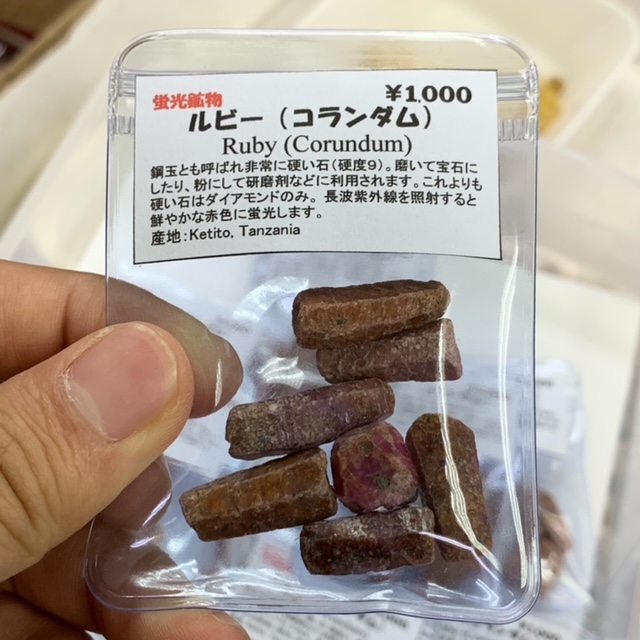 蛍光鉱物 ¥1,000
ルビー（コランダム）
Ruby (Corundum)
鋼玉とも呼ばれ非常に硬い石（硬度９）。磨いて宝石に
したり、粉にして研磨剤などに利用されます。これよりも
硬い石はダイアモンドのみ。長波紫外線を照射すると
鮮やかな赤色に蛍光します。
産地：Ketito, Tanzania